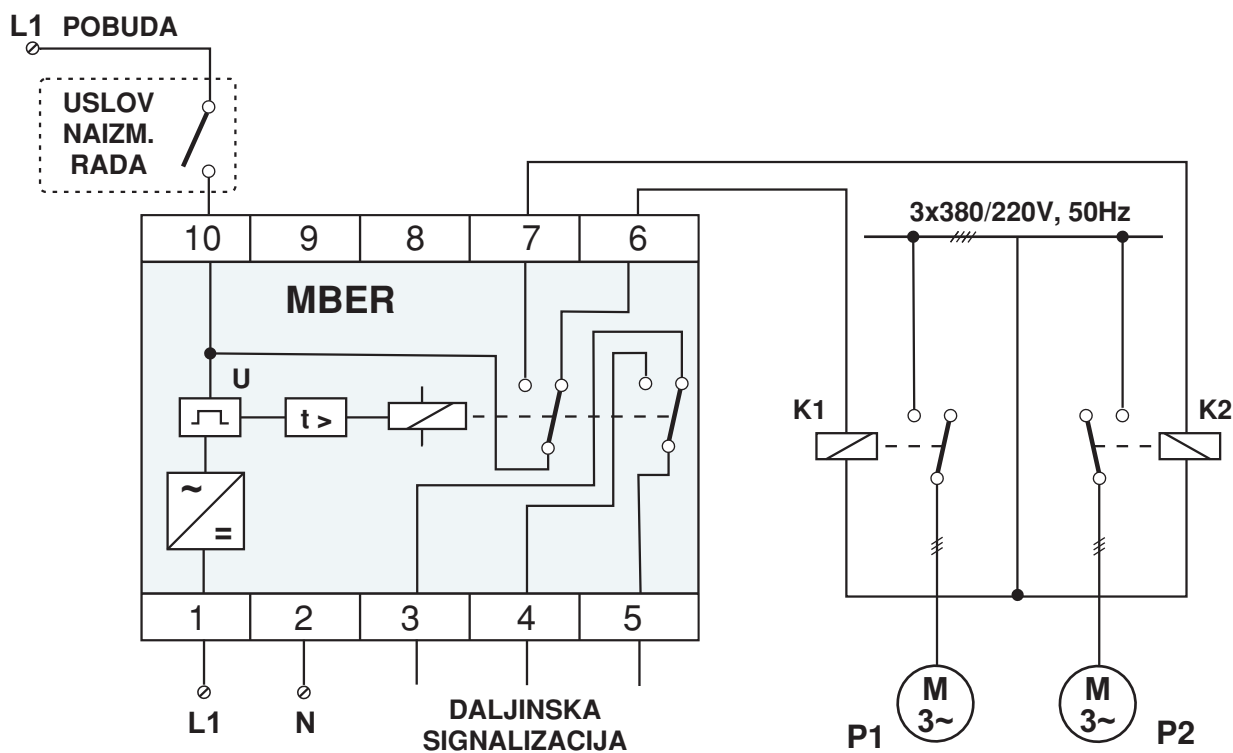 L1 POBUDA
USLOV
NAIZM.
RADA
10 9 8 7 6
3x380/220V, 50Hz
MBER
U
t >
K1
K2
~
=
1 2 3 4 5
L1
N
DALJINSKA
SIGNALIZACIJA
M
3~
P1
M
3~
P2